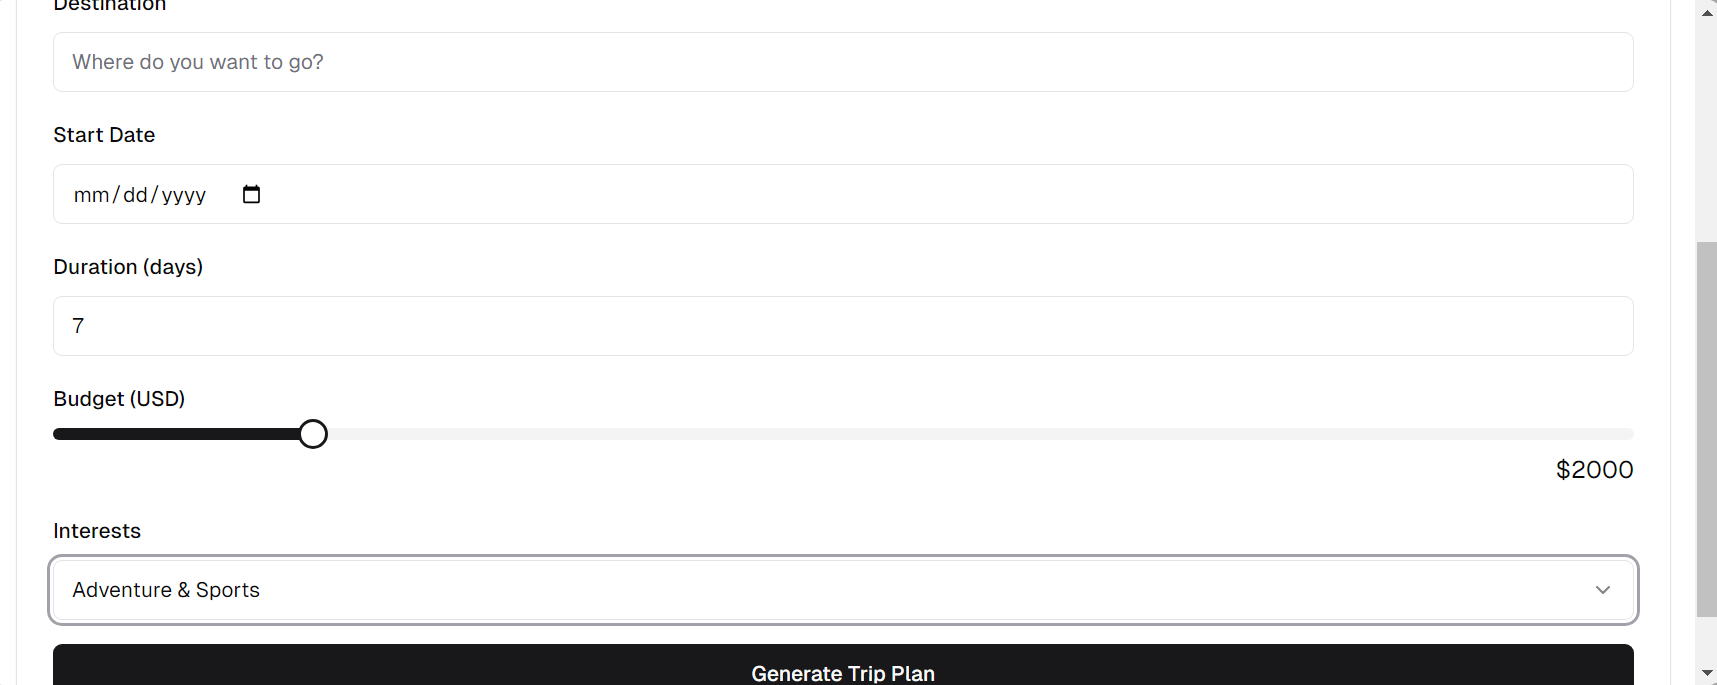 Destination
Where do you want to go?
Start Date
mm/dd/yyyy
Duration (days)
7
Budget (USD)
$2000
Interests
Adventure & Sports
Generate Trip Plan